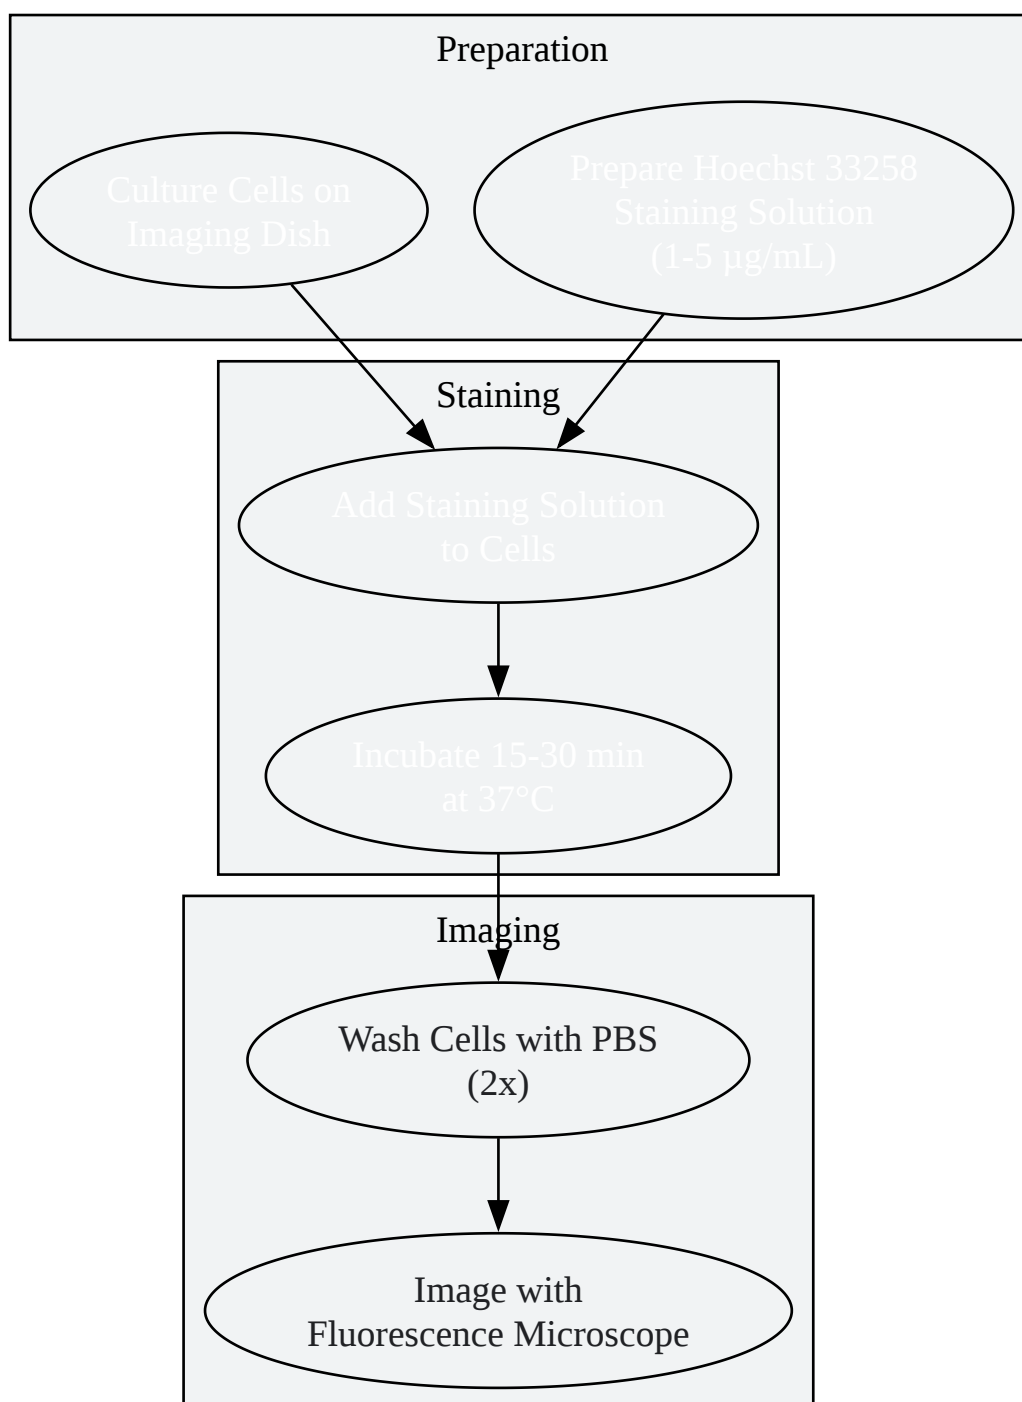 Preparation
Culture Cells on
Imaging Dish
Prepare Hoechst 33258
Staining Solution
(1-5 µg/mL)
Staining
Add Staining Solution
to Cells
Incubate 15-30 min
at 37°C
Imaging
Wash Cells with PBS
(2x)
Image with
Fluorescence Microscope